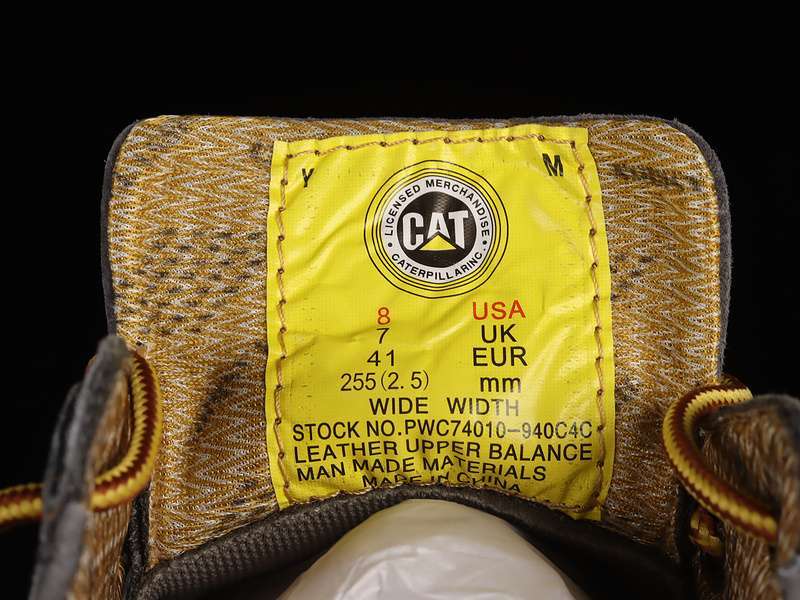 Y M
LICENSED MERCHANDISE
CAT
CATERPILLAR INC.
8 USA
7 UK
41 EUR
255(2.5) mm
WIDE WIDTH
STOCK NO.PWC74010-940C4C
LEATHER UPPER BALANCE
MAN MADE MATERIALS
MADE IN CHINA